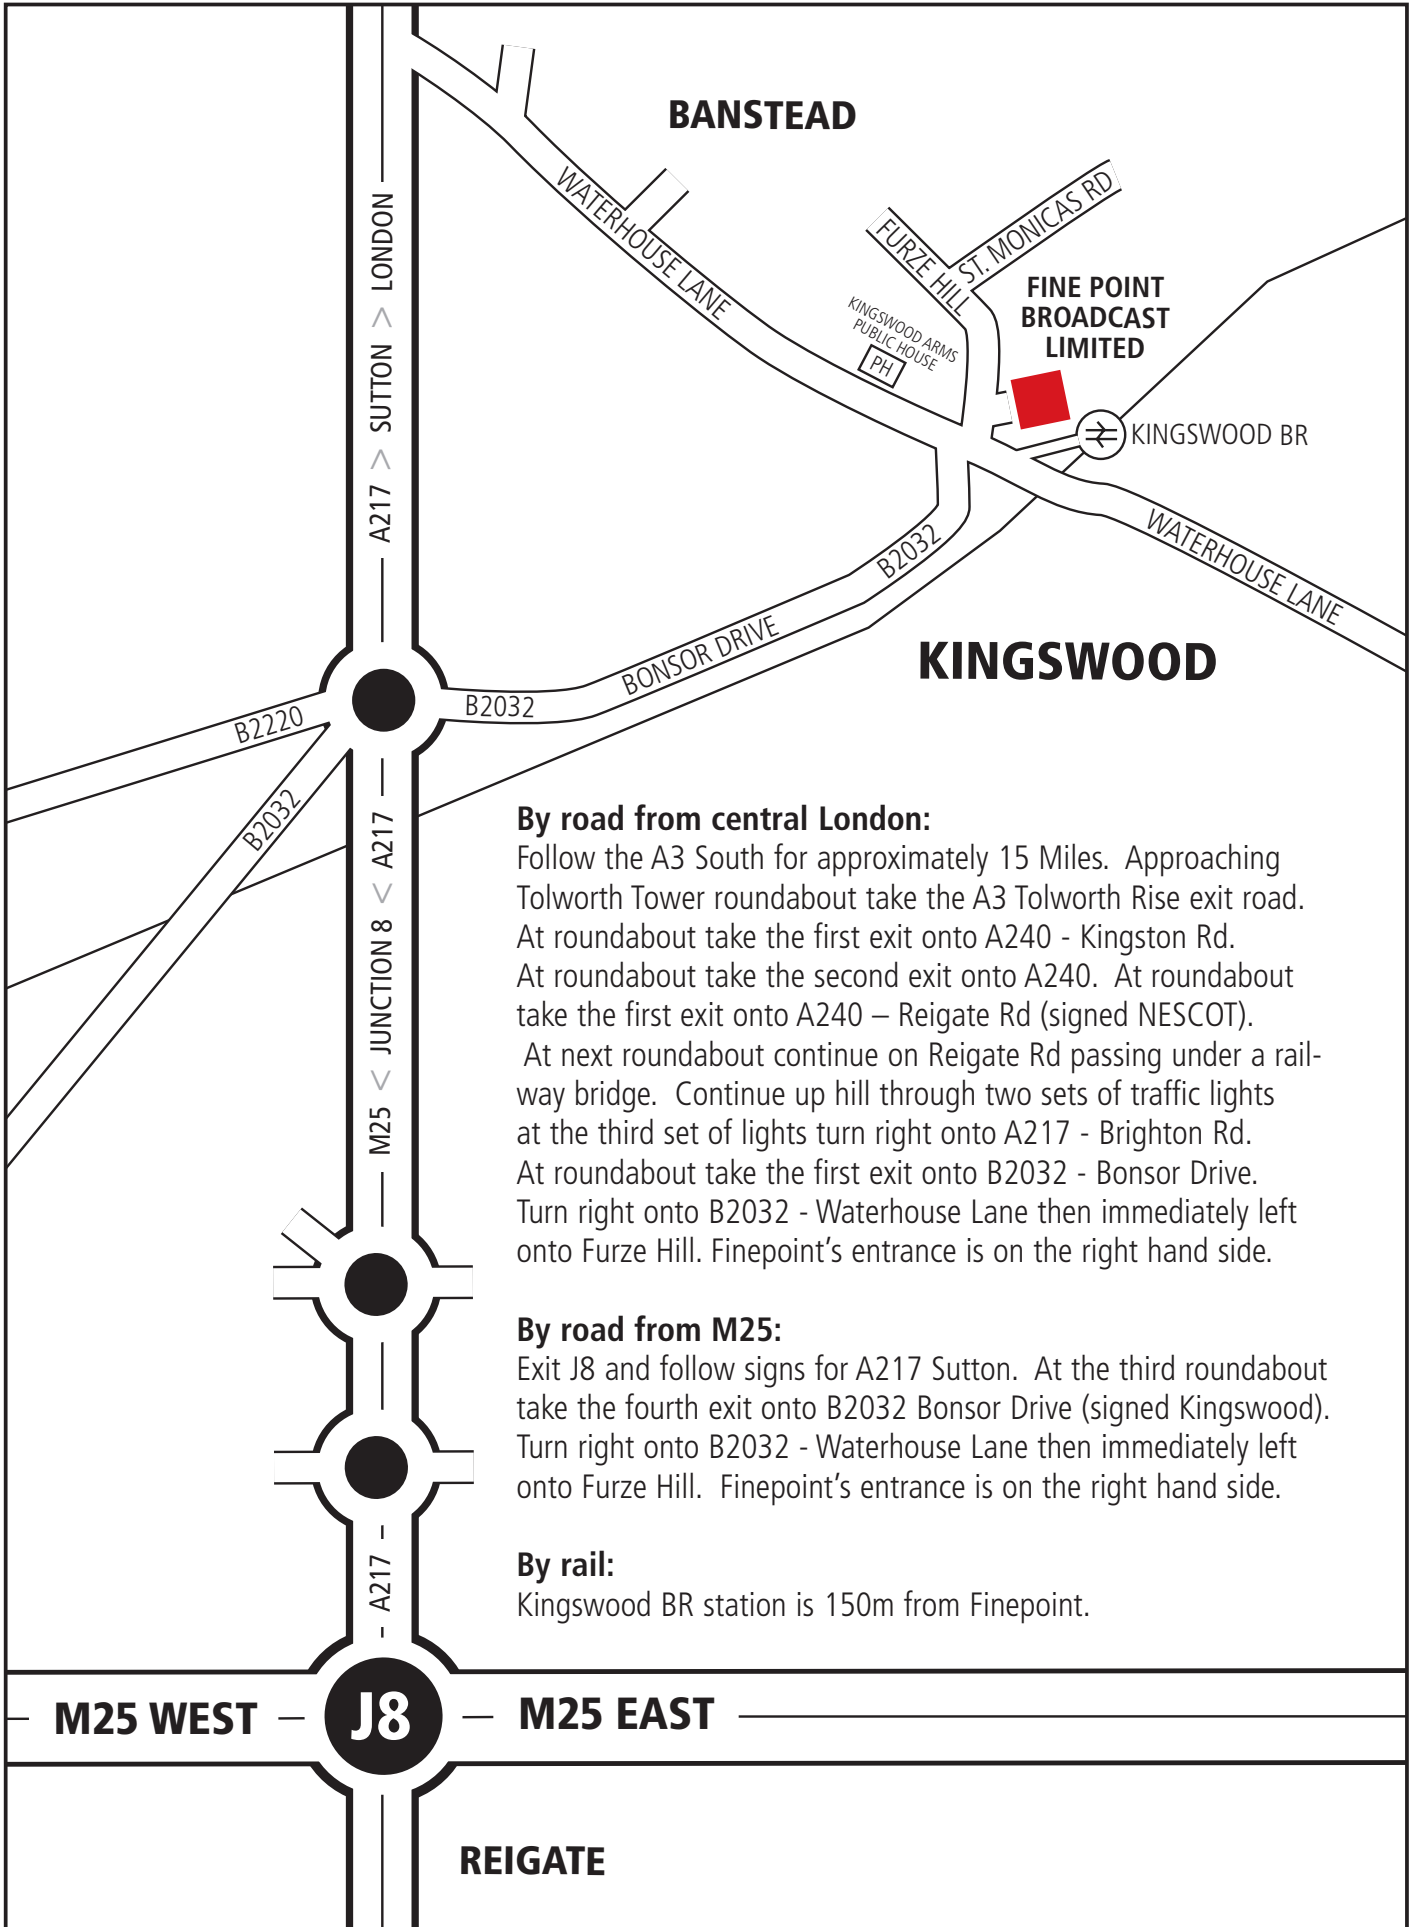 BANSTEAD
WATERHOUSE LANE
FURZE HILL
ST. MONICAS RD
FINE POINT
BROADCAST
LIMITED
KINGSWOOD ARMS
PUBLIC HOUSE
PH
KINGSWOOD BR
A217 > SUTTON > LONDON
WATERHOUSE LANE
B2032
BONSOR DRIVE
KINGSWOOD
B2032
B2220
B2032
M25 < JUNCTION 8 < A217
By road from central London:
Follow the A3 South for approximately 15 Miles.  Approaching
Tolworth Tower roundabout take the A3 Tolworth Rise exit road.
At roundabout take the first exit onto A240 - Kingston Rd.
At roundabout take the second exit onto A240.  At roundabout
take the first exit onto A240 – Reigate Rd (signed NESCOT).
At next roundabout continue on Reigate Rd passing under a rail-
way bridge.  Continue up hill through two sets of traffic lights
at the third set of lights turn right onto A217 - Brighton Rd.
At roundabout take the first exit onto B2032 - Bonsor Drive.
Turn right onto B2032 - Waterhouse Lane then immediately left
onto Furze Hill. Finepoint's entrance is on the right hand side.
By road from M25:
Exit J8 and follow signs for A217 Sutton.  At the third roundabout
take the fourth exit onto B2032 Bonsor Drive (signed Kingswood).
Turn right onto B2032 - Waterhouse Lane then immediately left
onto Furze Hill.  Finepoint's entrance is on the right hand side.
By rail:
Kingswood BR station is 150m from Finepoint.
A217
M25 WEST
J8
M25 EAST
REIGATE